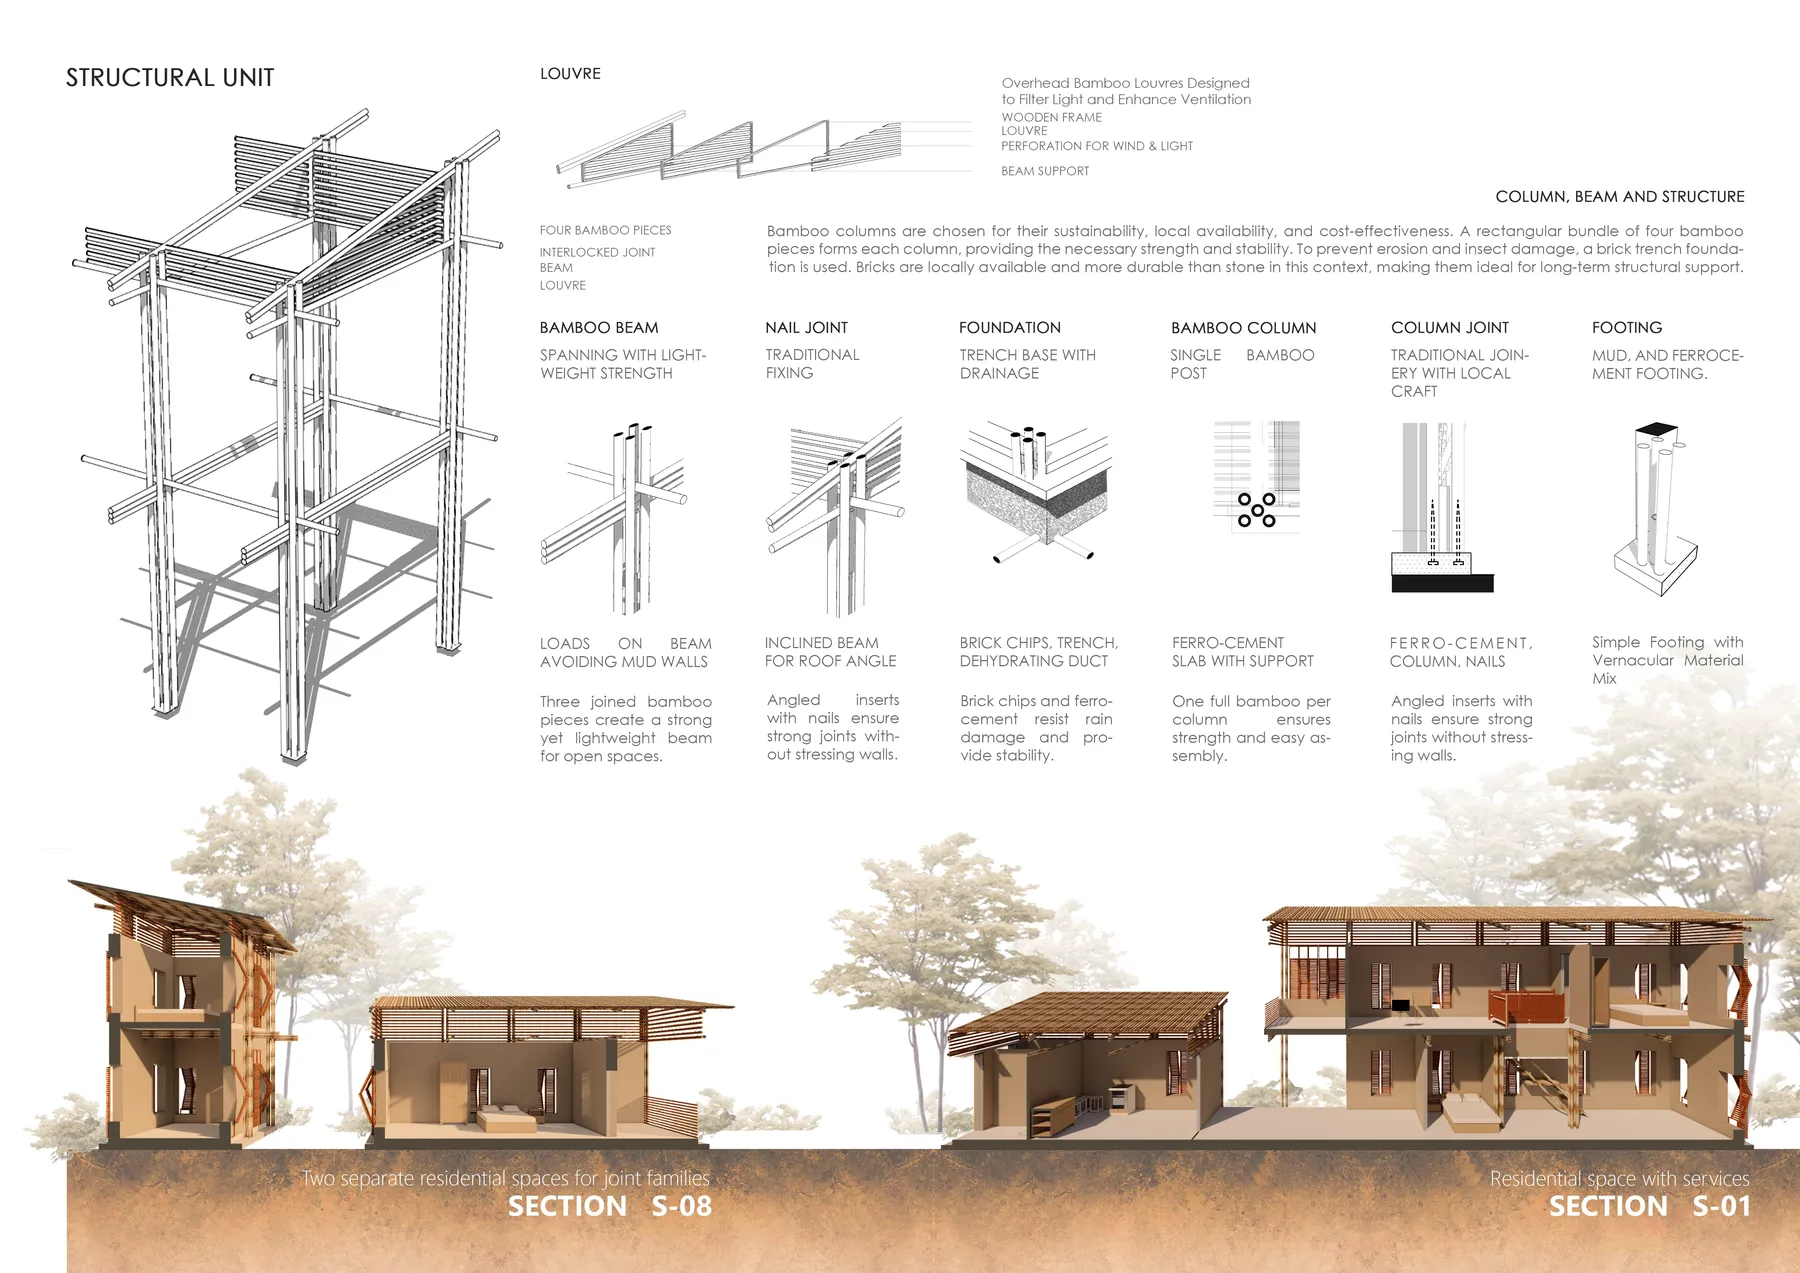 STRUCTURAL UNIT
LOUVRE
Overhead Bamboo Louvres Designed
to Filter Light and Enhance Ventilation
WOODEN FRAME
LOUVRE
PERFORATION FOR WIND & LIGHT
BEAM SUPPORT
COLUMN, BEAM AND STRUCTURE
FOUR BAMBOO PIECES
INTERLOCKED JOINT
BEAM
LOUVRE
Bamboo columns are chosen for their sustainability, local availability, and cost-effectiveness. A rectangular bundle of four bamboo
pieces forms each column, providing the necessary strength and stability. To prevent erosion and insect damage, a brick trench founda-
tion is used. Bricks are locally available and more durable than stone in this context, making them ideal for long-term structural support.
BAMBOO BEAM
SPANNING WITH LIGHT-
WEIGHT STRENGTH
LOADS ON BEAM
AVOIDING MUD WALLS
Three joined bamboo
pieces create a strong
yet lightweight beam
for open spaces.
NAIL JOINT
TRADITIONAL
FIXING
INCLINED BEAM
FOR ROOF ANGLE
Angled inserts
with nails ensure
strong joints with-
out stressing walls.
FOUNDATION
TRENCH BASE WITH
DRAINAGE
BRICK CHIPS, TRENCH,
DEHYDRATING DUCT
Brick chips and ferro-
cement resist rain
damage and pro-
vide stability.
BAMBOO COLUMN
SINGLE BAMBOO
POST
FERRO-CEMENT
SLAB WITH SUPPORT
One full bamboo per
column ensures
strength and easy as-
sembly.
COLUMN JOINT
TRADITIONAL JOIN-
ERY WITH LOCAL
CRAFT
FERRO-CEMENT,
COLUMN, NAILS
Angled inserts with
nails ensure strong
joints without stress-
ing walls.
FOOTING
MUD, AND FERROCE-
MENT FOOTING.
Simple Footing with
Vernacular Material
Mix
Two separate residential spaces for joint families
SECTION S-08
Residential space with services
SECTION S-01